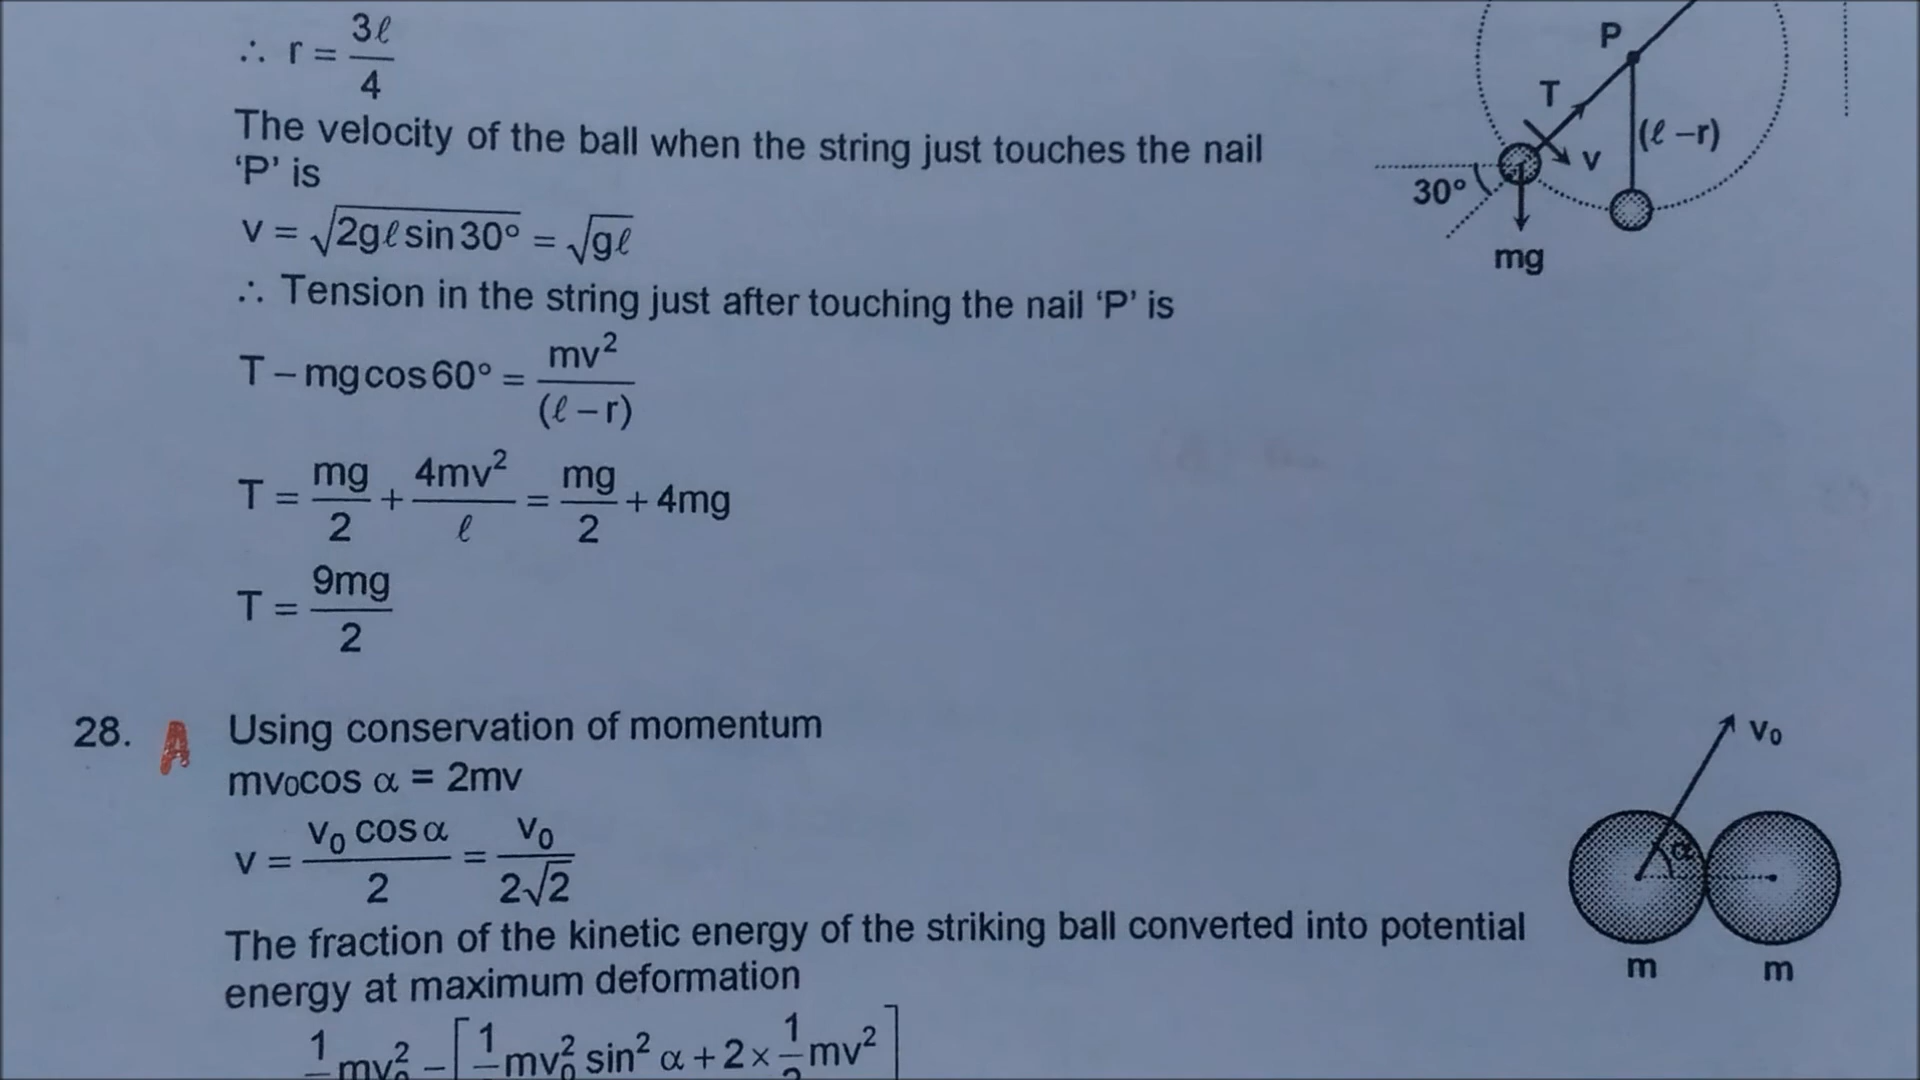 ∴ r = 3ℓ/4
The velocity of the ball when the string just touches the nail
‘P’ is
v = √(2gℓ sin 30°) = √(gℓ)
∴ Tension in the string just after touching the nail ‘P’ is
T – mg cos 60° = mv²/(ℓ – r)
T = mg/2 + 4mv²/ℓ = mg/2 + 4mg
T = 9mg/2
P
T
(ℓ – r)
v
30°
mg
28. A Using conservation of momentum
mv₀cos α = 2mv
v = v₀ cos α/2 = v₀/2√2
The fraction of the kinetic energy of the striking ball converted into potential
energy at maximum deformation
v₀
α
m m